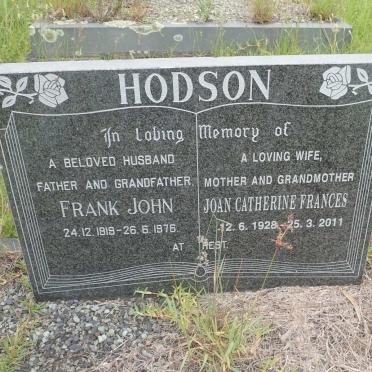 HODSON
In Loving Memory of
A BELOVED HUSBAND
FATHER AND GRANDFATHER
FRANK JOHN
24.12.1919-26.6.1976
A LOVING WIFE,
MOTHER AND GRANDMOTHER
JOAN CATHERINE FRANCES
12.6.1928-25.3.2011
AT REST.